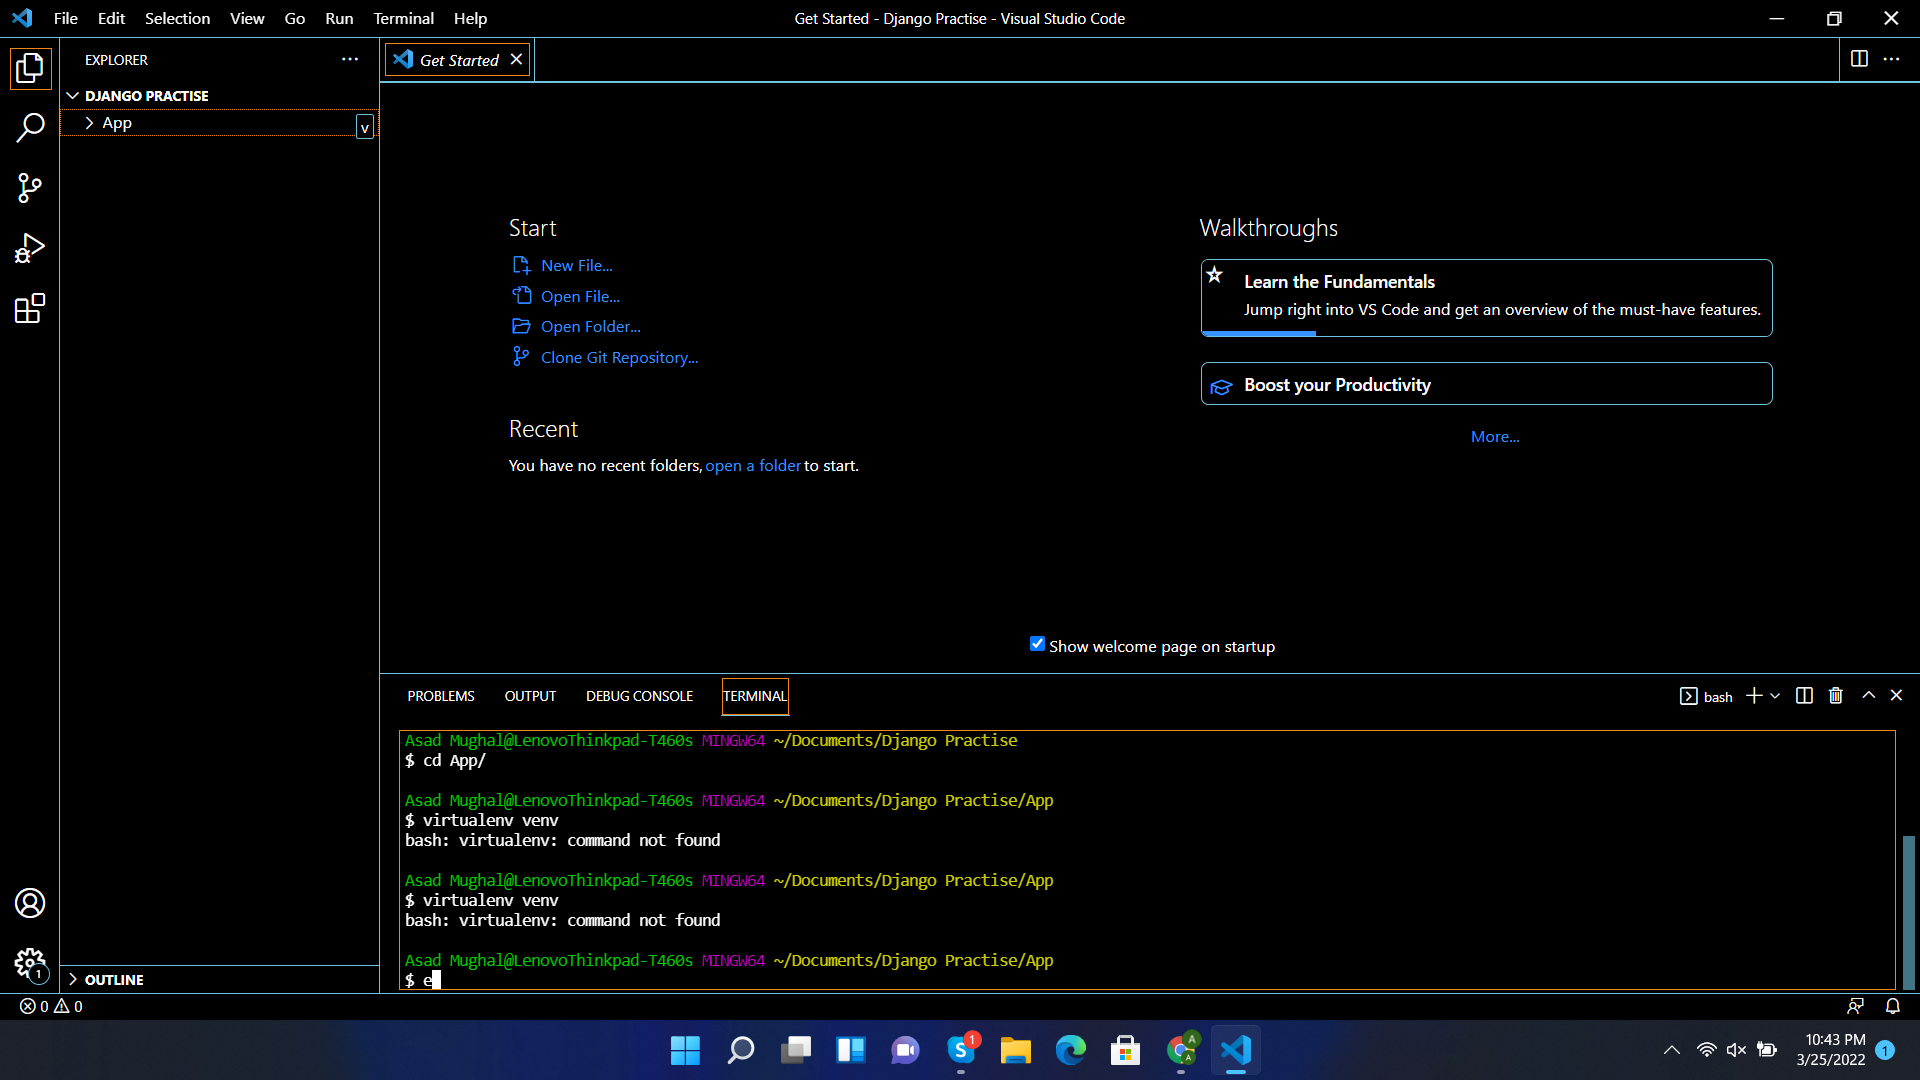 File Edit Selection View Go Run Terminal Help
Get Started - Django Practise - Visual Studio Code
EXPLORER
Get Started
DJANGO PRACTISE
App
v
Start
New File...
Open File...
Open Folder...
Clone Git Repository...
Recent
You have no recent folders, open a folder to start.
Walkthroughs
Learn the Fundamentals
Jump right into VS Code and get an overview of the must-have features.
Boost your Productivity
More...
Show welcome page on startup
PROBLEMS OUTPUT DEBUG CONSOLE TERMINAL
bash
Asad Mughal@LenovoThinkpad-T460s MINGW64 ~/Documents/Django Practise
$ cd App/
Asad Mughal@LenovoThinkpad-T460s MINGW64 ~/Documents/Django Practise/App
$ virtualenv venv
bash: virtualenv: command not found
Asad Mughal@LenovoThinkpad-T460s MINGW64 ~/Documents/Django Practise/App
$ virtualenv venv
bash: virtualenv: command not found
Asad Mughal@LenovoThinkpad-T460s MINGW64 ~/Documents/Django Practise/App
$ e
1
OUTLINE
0 0
S 1
A
A
10:43 PM
3/25/2022
1